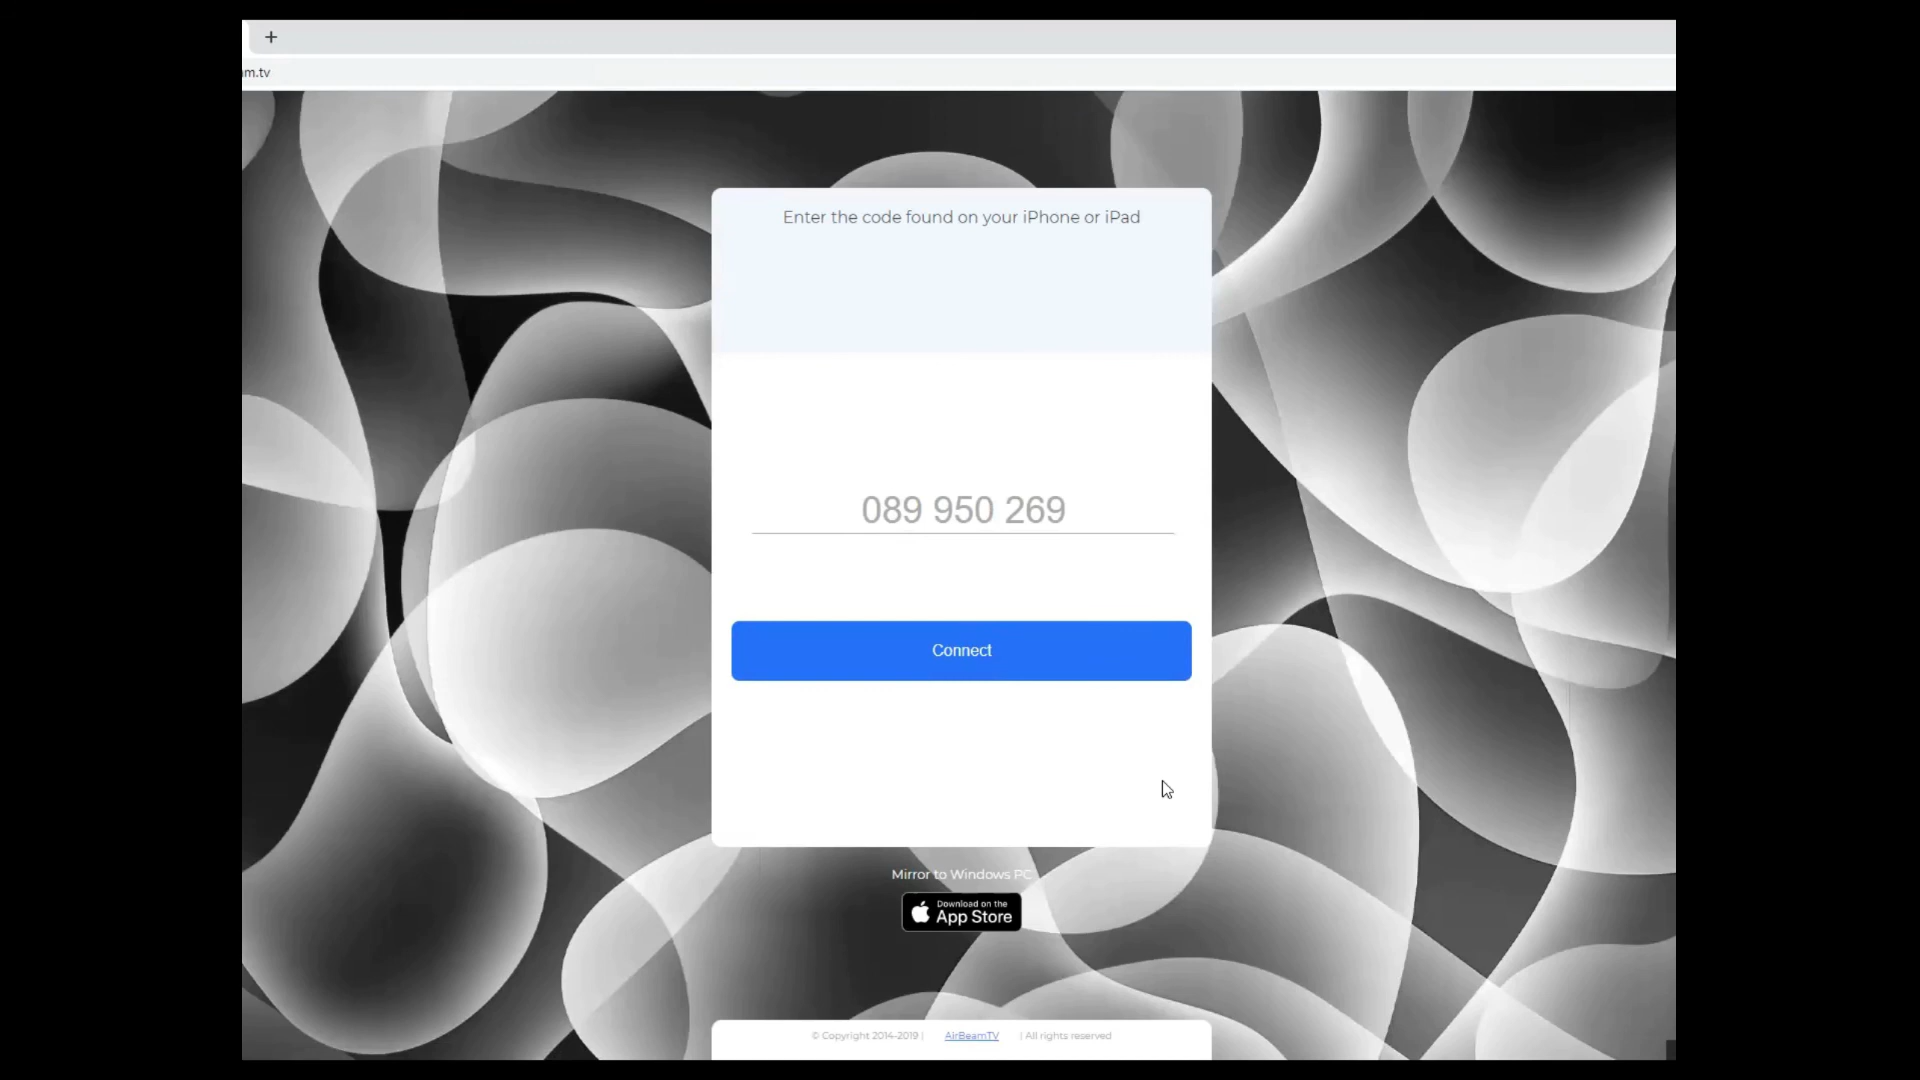 +
am.tv
Enter the code found on your iPhone or iPad
089 950 269
Connect
Mirror to Windows PC
Download on the
App Store
© Copyright 2014-2019 | AirBeamTV | All rights reserved